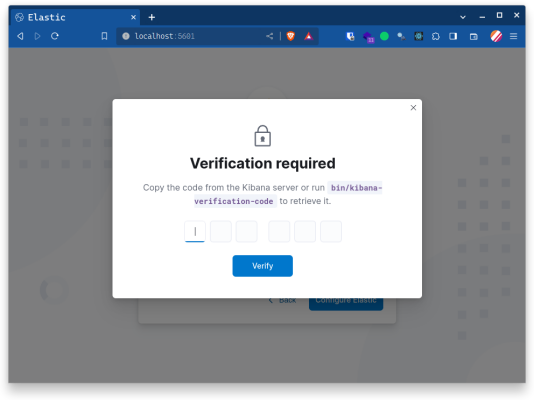 Elastic
localhost:5601
21
Verification required
Copy the code from the Kibana server or run bin/kibana-
verification-code to retrieve it.
Verify
Back
Configure Elastic